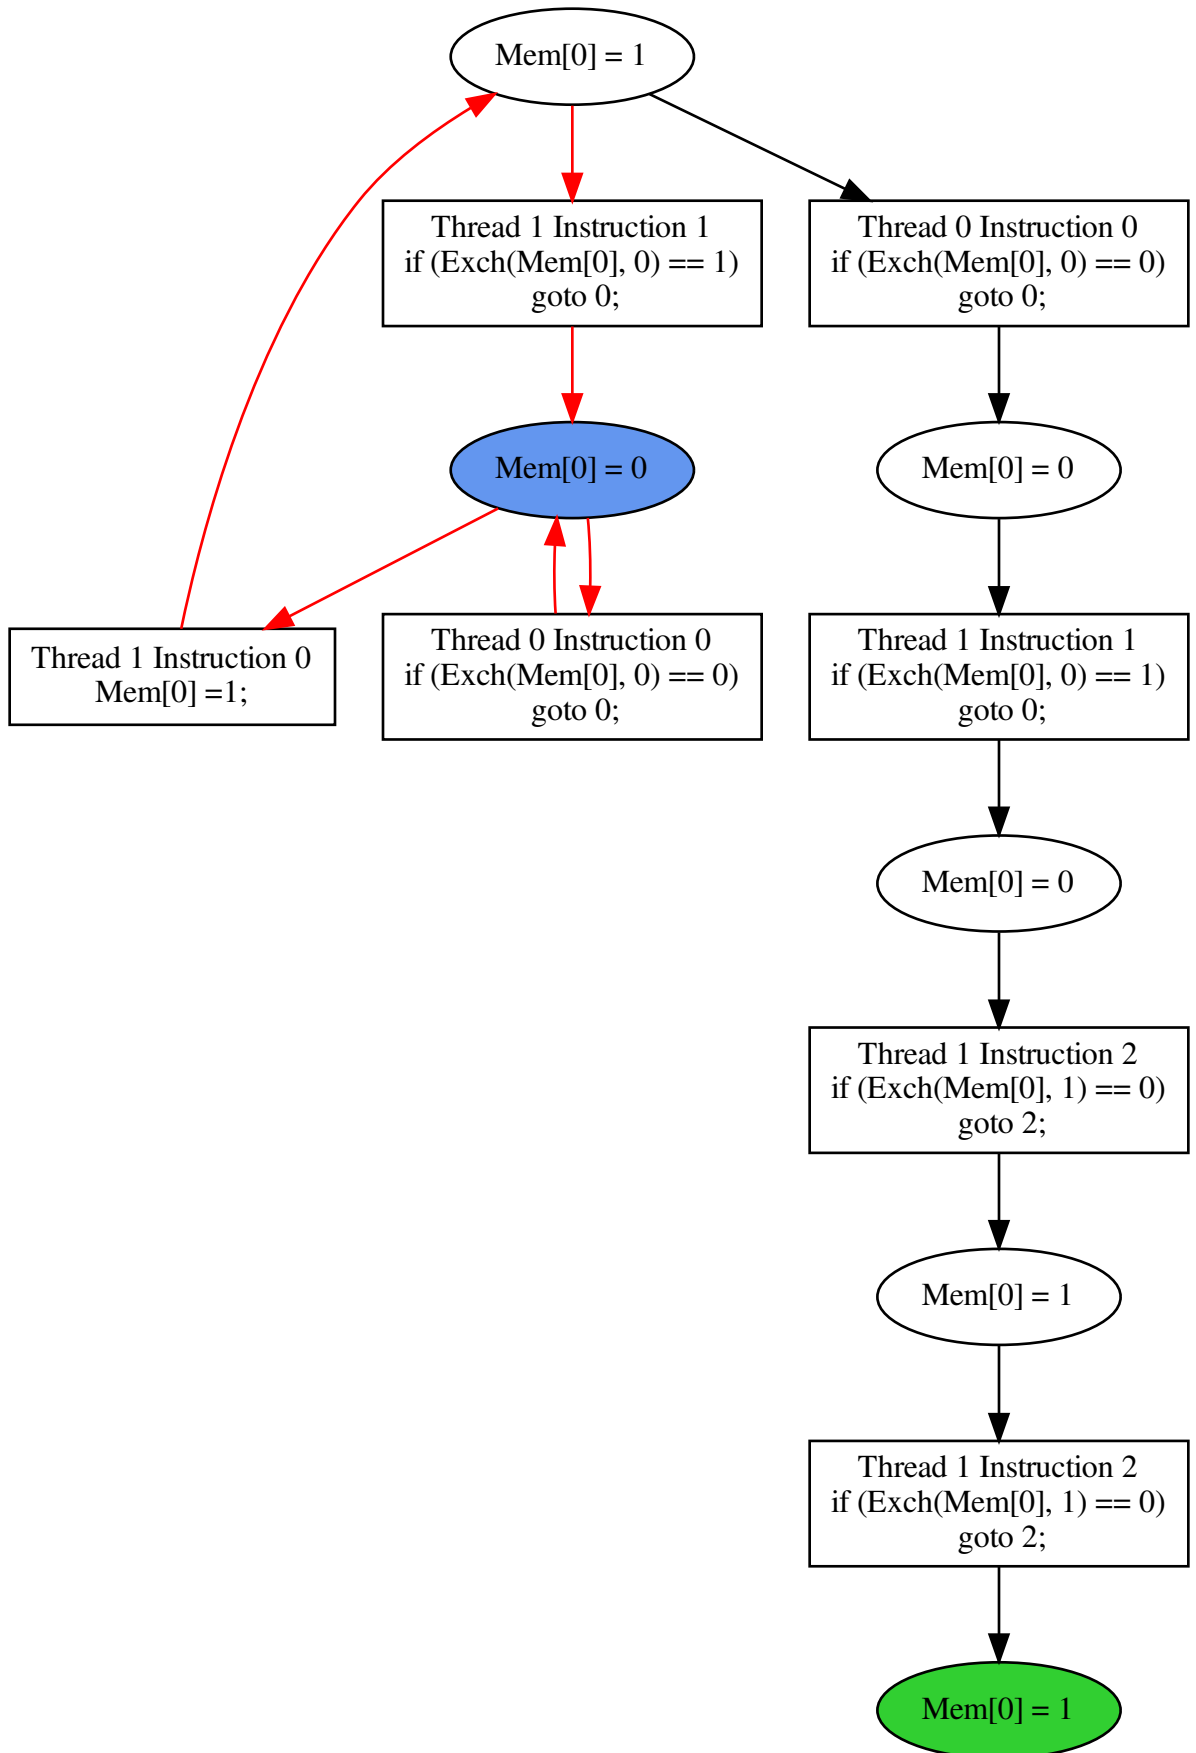 Mem[0] = 1
Thread 1 Instruction 1
if (Exch(Mem[0], 0) == 1)
goto 0;
Thread 0 Instruction 0
if (Exch(Mem[0], 0) == 0)
goto 0;
Mem[0] = 0
Mem[0] = 0
Thread 1 Instruction 0
Mem[0] =1;
Thread 0 Instruction 0
if (Exch(Mem[0], 0) == 0)
goto 0;
Thread 1 Instruction 1
if (Exch(Mem[0], 0) == 1)
goto 0;
Mem[0] = 0
Thread 1 Instruction 2
if (Exch(Mem[0], 1) == 0)
goto 2;
Mem[0] = 1
Thread 1 Instruction 2
if (Exch(Mem[0], 1) == 0)
goto 2;
Mem[0] = 1